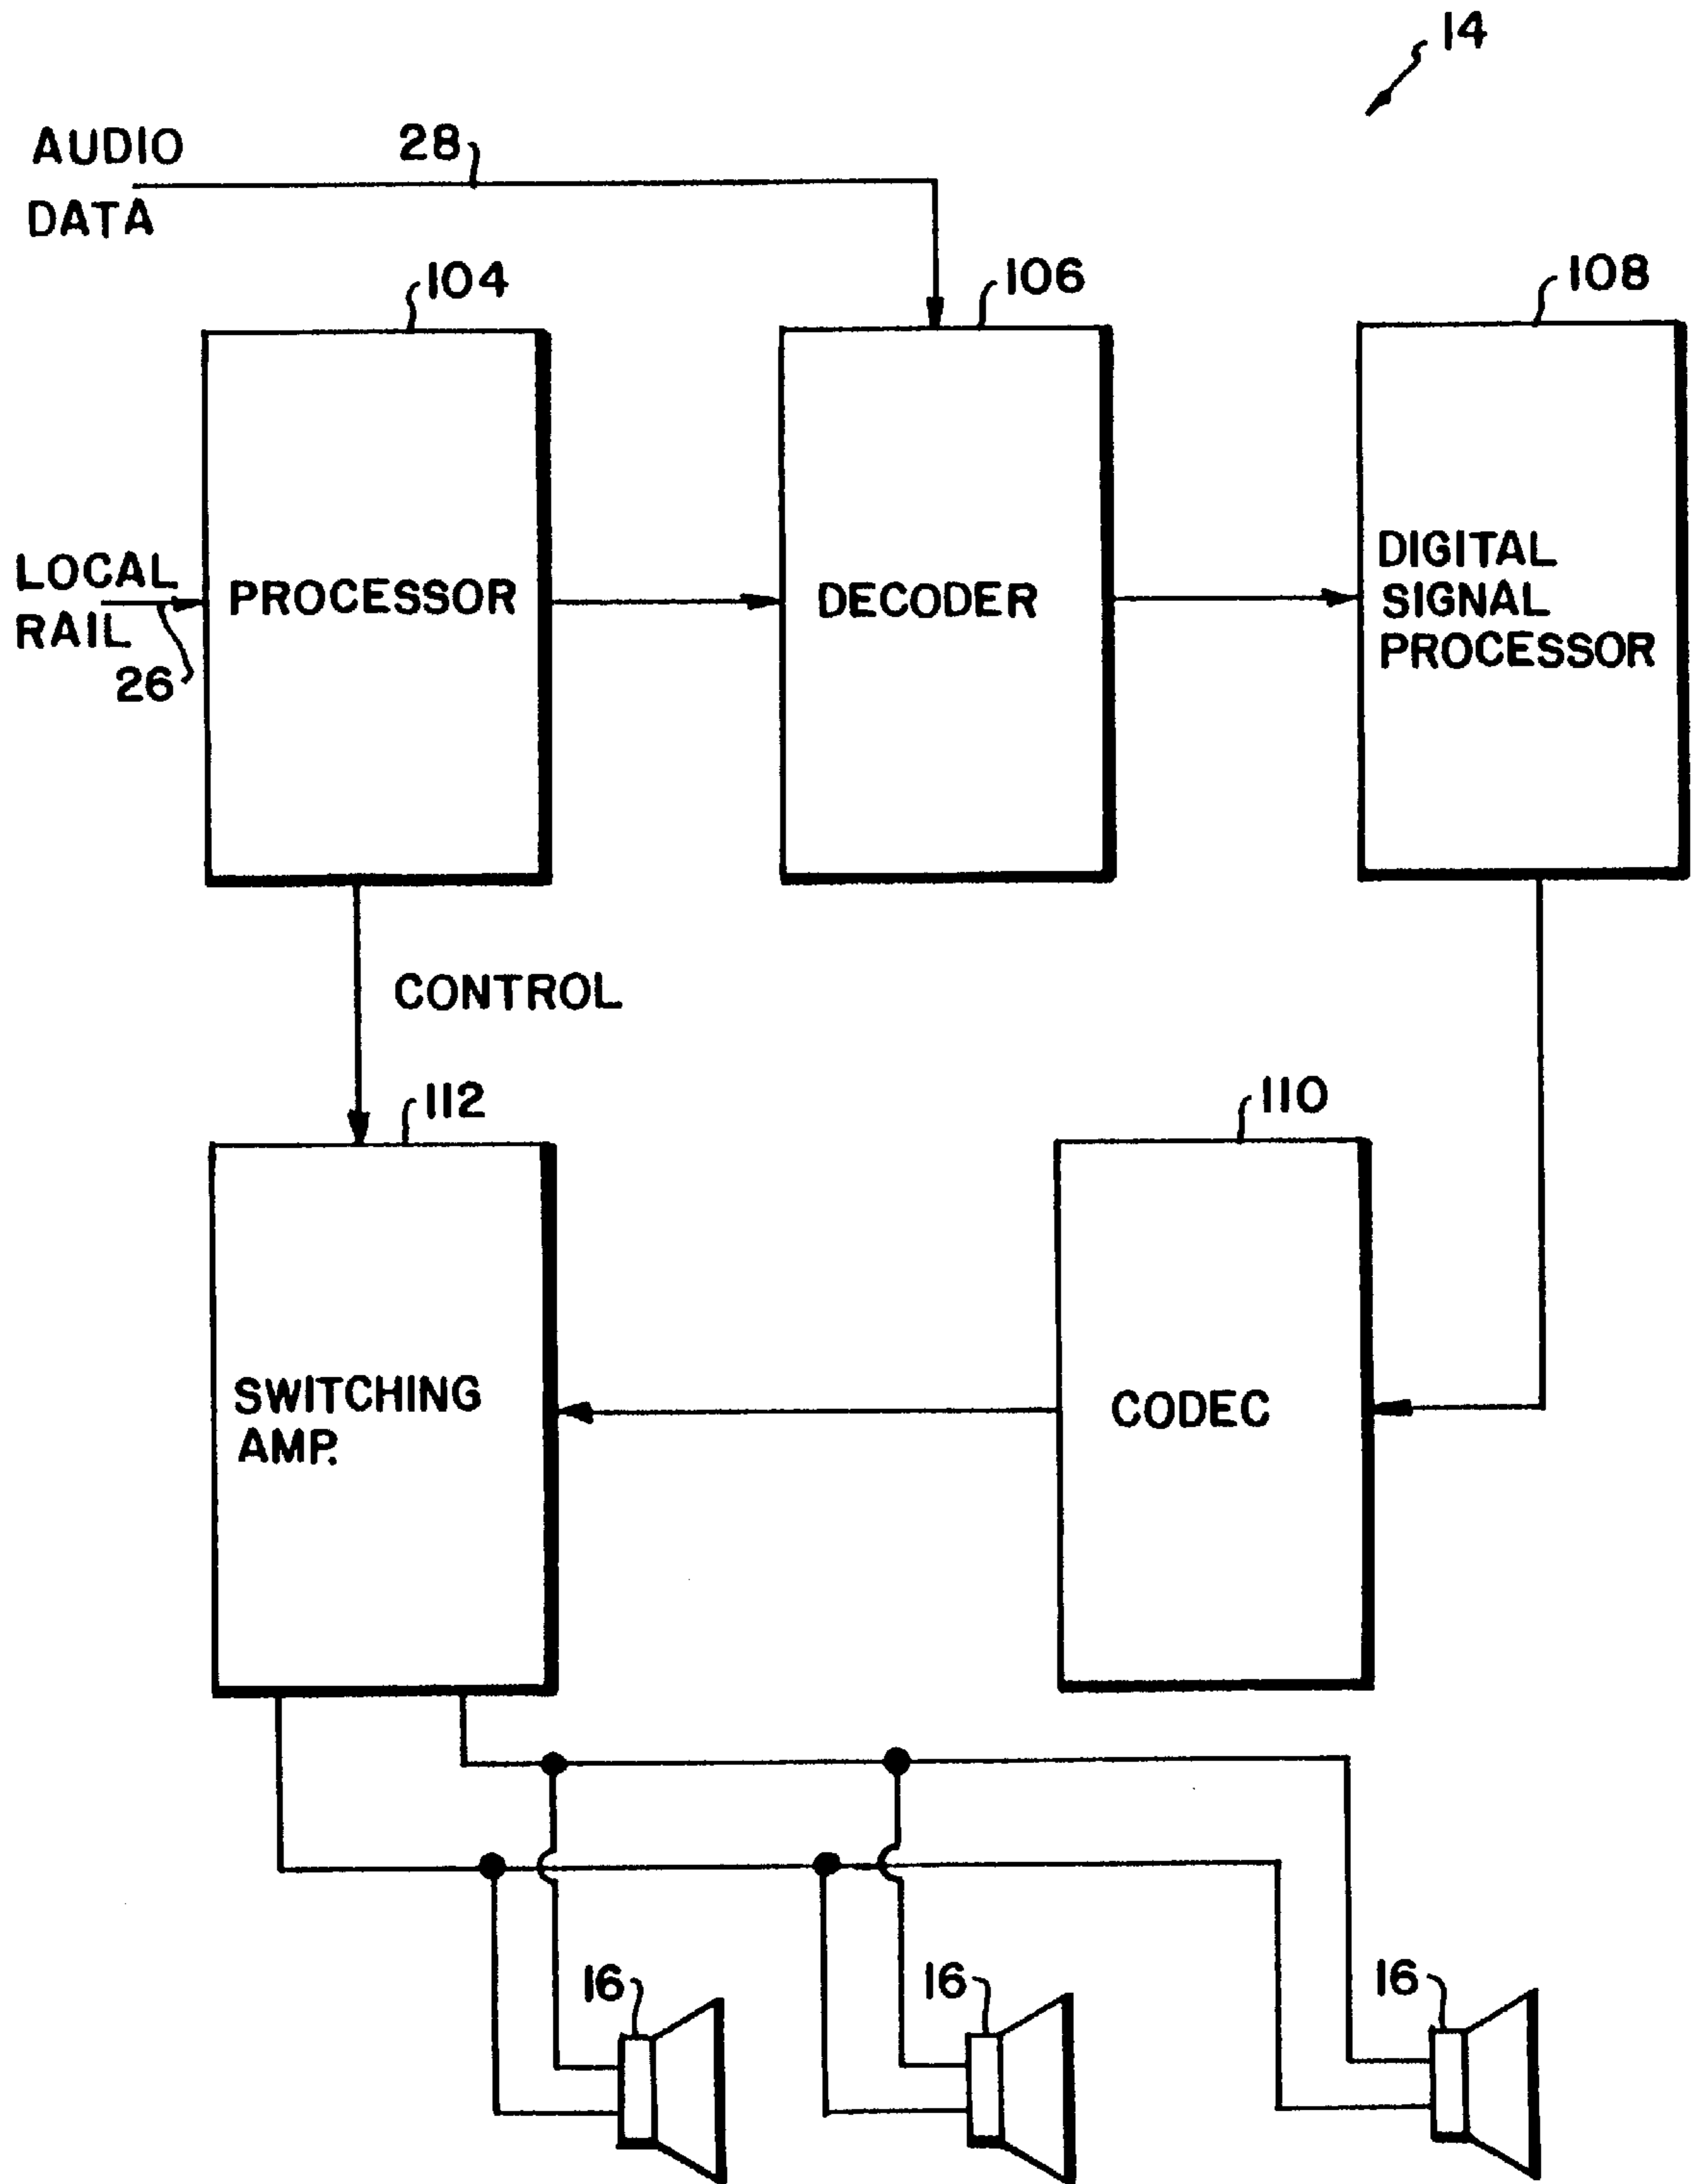 14
AUDIO
DATA
28
104
106
108
LOCAL
RAIL
26
PROCESSOR
DECODER
DIGITAL
SIGNAL
PROCESSOR
CONTROL
112
110
SWITCHING
AMP.
CODEC
16
16
16